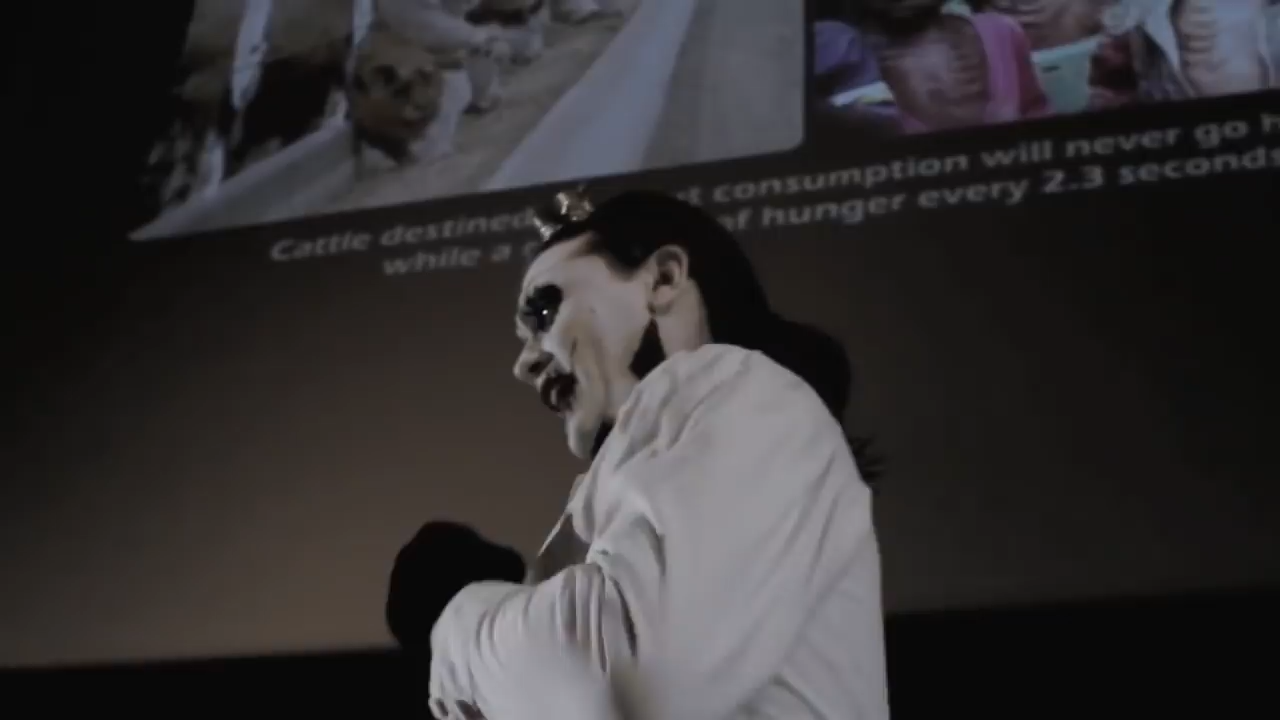 Cattle destined t consumption will never go h
while a of hunger every 2.3 seconds